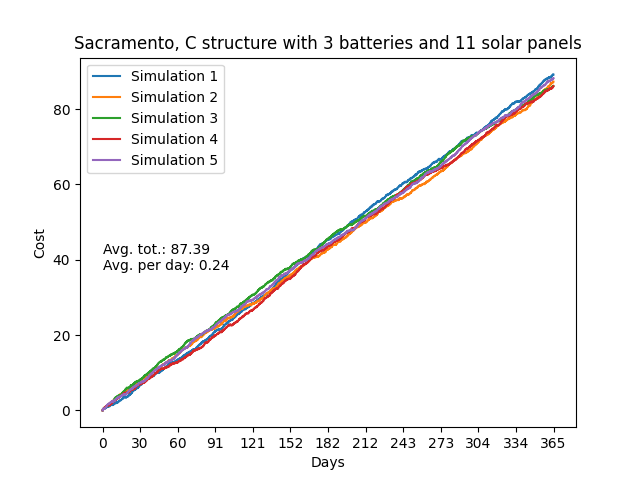 Sacramento, C structure with 3 batteries and 11 solar panels
Simulation 1
Simulation 2
Simulation 3
Simulation 4
Simulation 5
Avg. tot.: 87.39
Avg. per day: 0.24
Cost
80
60
40
20
0
0 30 60 91 121 152 182 212 243 273 304 334 365
Days